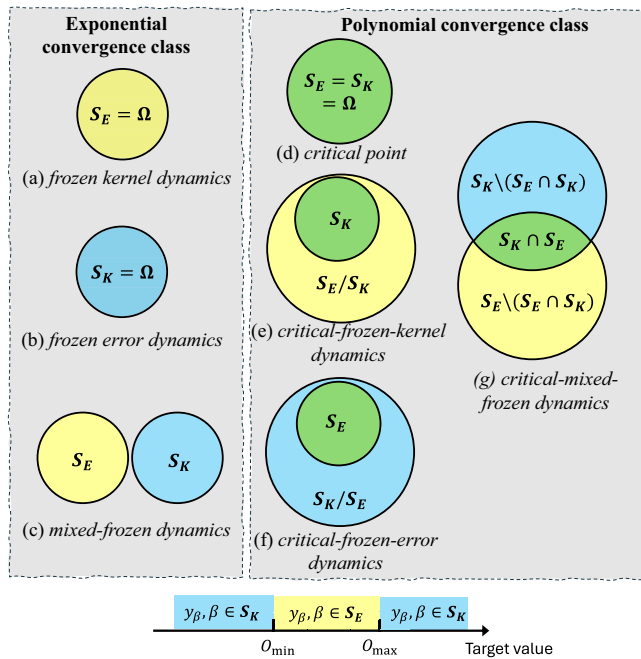 Exponential
convergence class
S_E = Ω
(a) frozen kernel dynamics
S_K = Ω
(b) frozen error dynamics
S_E
S_K
(c) mixed-frozen dynamics
Polynomial convergence class
S_E = S_K
= Ω
(d) critical point
S_K
S_E/S_K
(e) critical-frozen-kernel
dynamics
S_E
S_K/S_E
(f) critical-frozen-error
dynamics
S_K\(S_E ∩ S_K)
S_K ∩ S_E
S_E\(S_E ∩ S_K)
(g) critical-mixed-
frozen dynamics
y_β, β ∈ S_K
y_β, β ∈ S_E
y_β, β ∈ S_K
O_min
O_max
Target value